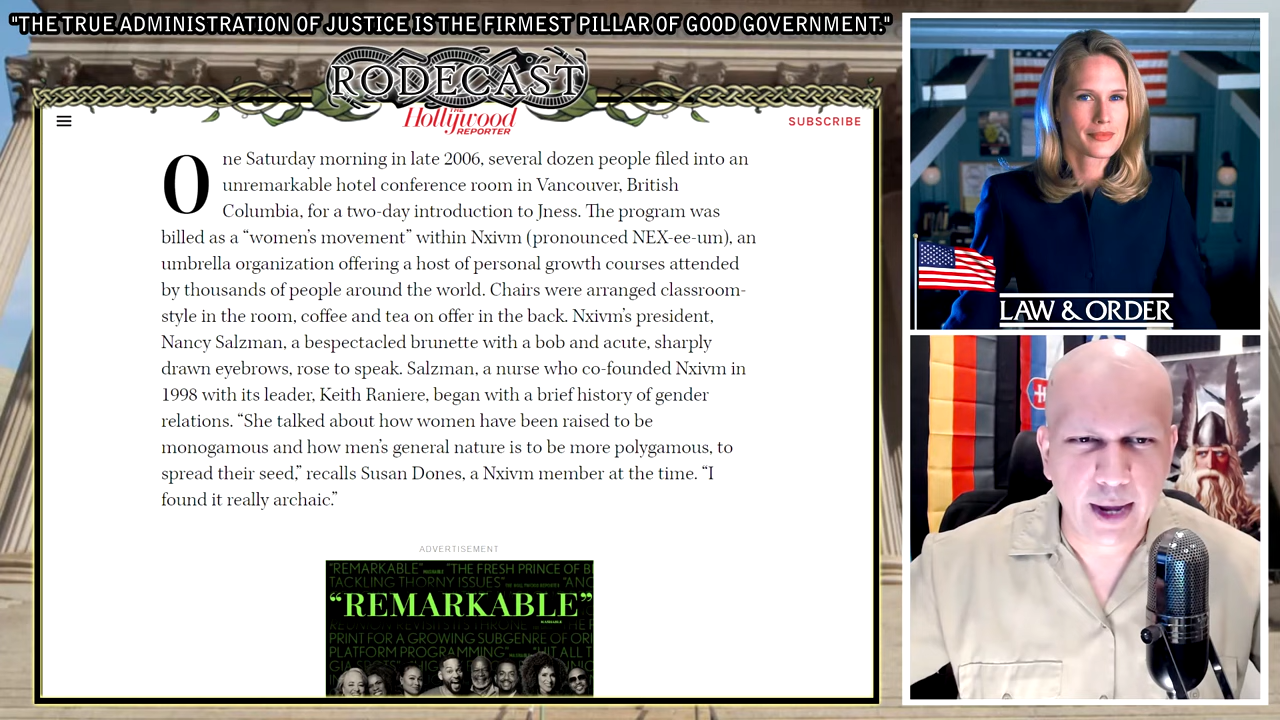 "THE TRUE ADMINISTRATION OF JUSTICE IS THE FIRMEST PILLAR OF GOOD GOVERNMENT."
RODECAST
THE
Hollywood
REPORTER
SUBSCRIBE
One Saturday morning in late 2006, several dozen people filed into an
unremarkable hotel conference room in Vancouver, British
Columbia, for a two-day introduction to Jness. The program was
billed as a “women’s movement” within Nxivm (pronounced NEX-ee-um), an
umbrella organization offering a host of personal growth courses attended
by thousands of people around the world. Chairs were arranged classroom-
style in the room, coffee and tea on offer in the back. Nxivm’s president,
Nancy Salzman, a bespectacled brunette with a bob and acute, sharply
drawn eyebrows, rose to speak. Salzman, a nurse who co-founded Nxivm in
1998 with its leader, Keith Raniere, began with a brief history of gender
relations. “She talked about how women have been raised to be
monogamous and how men’s general nature is to be more polygamous, to
spread their seed,” recalls Susan Dones, a Nxivm member at the time. “I
found it really archaic.”
ADVERTISEMENT
"REMARKABLE" "THE FRESH PRINCE OF B
TACKLING THORNY ISSUES"
“REMARKABLE”
PRINT FOR A GROWING SUBGENRE OF ORI
PLATFORM PROGRAMMING" "HIT ALL T
LAW & ORDER